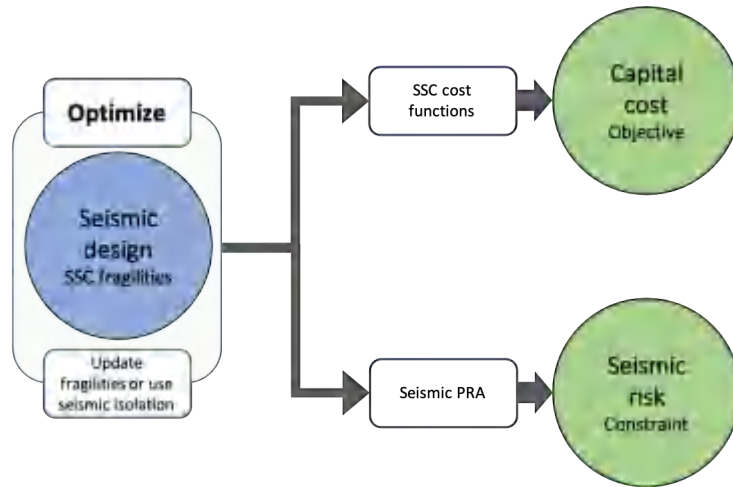 Optimize
Seismic
design
SSC fragilities
Update
fragilities or use
seismic isolation
SSC cost
functions
Capital
cost
Objective
Seismic PRA
Seismic
risk
Constraint